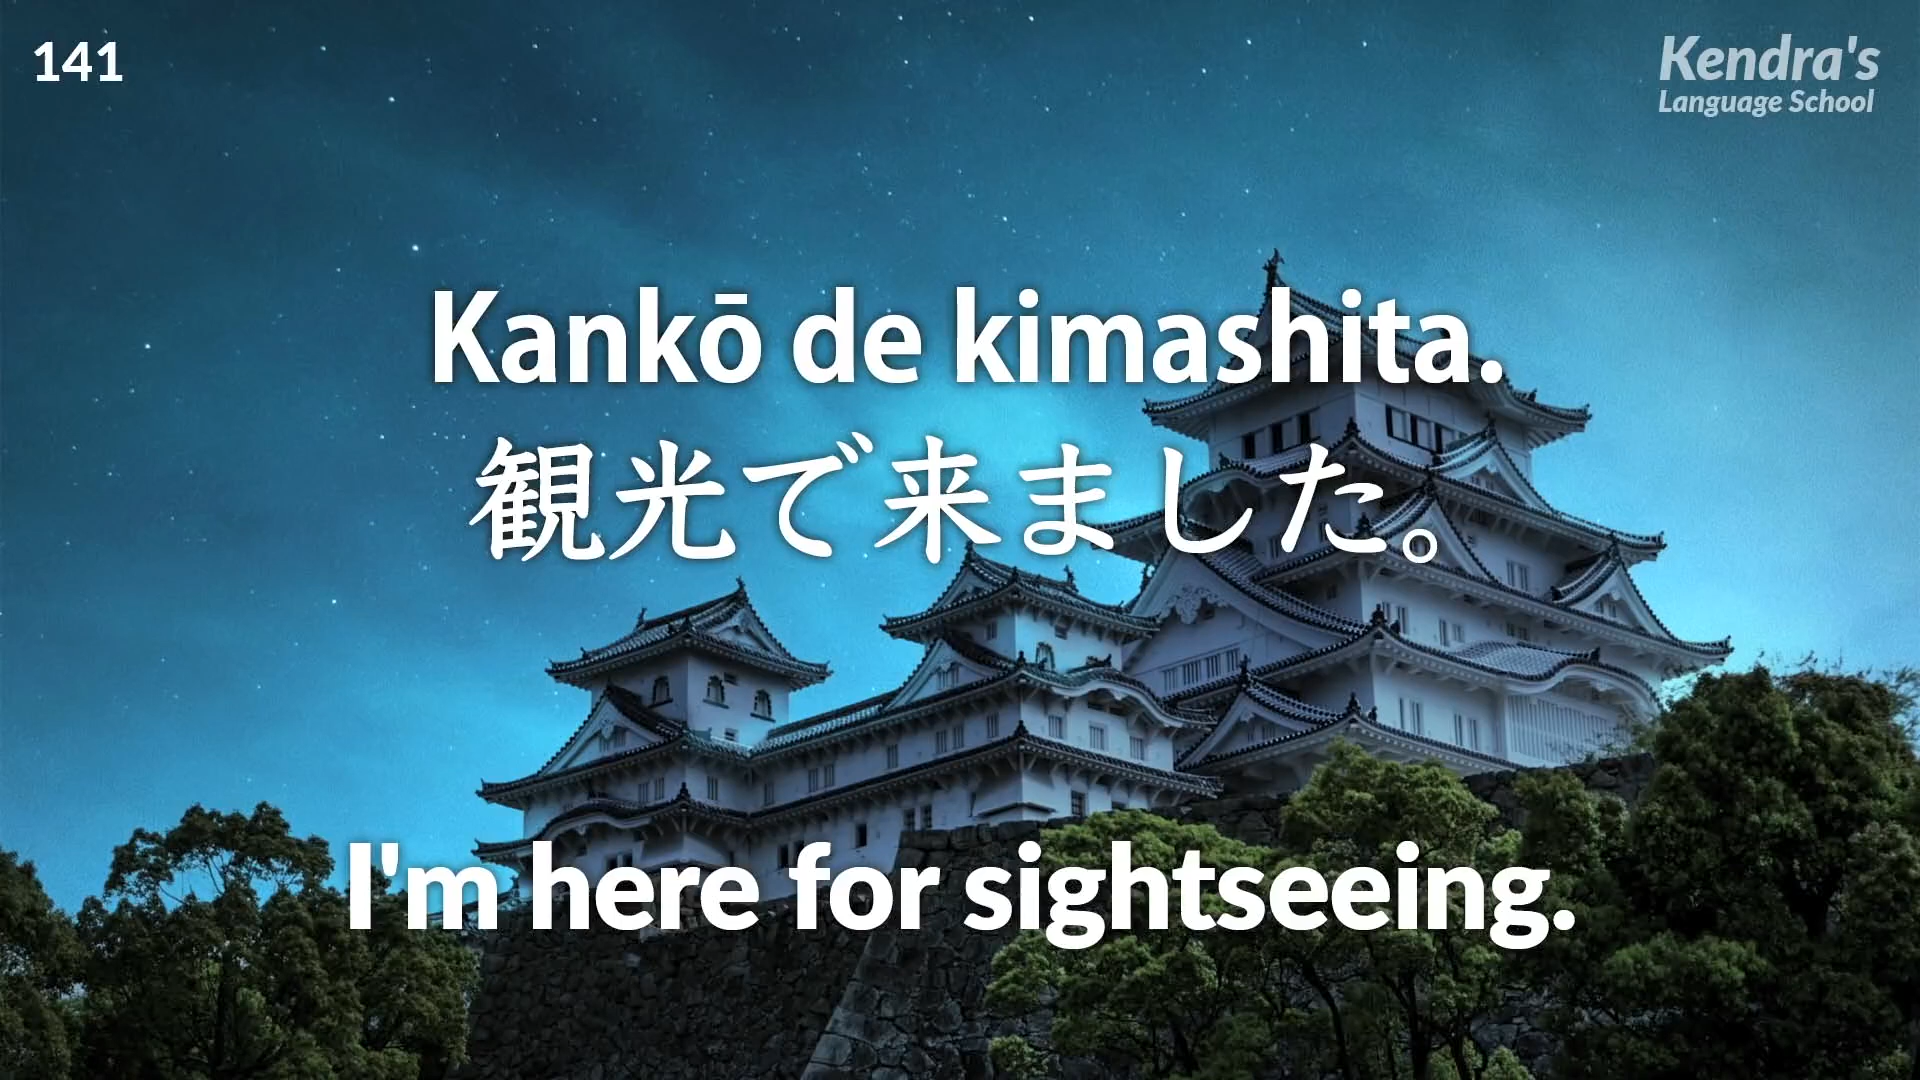 141
Kendra's
Language School
Kankō de kimashita.
観光で来ました。
I'm here for sightseeing.